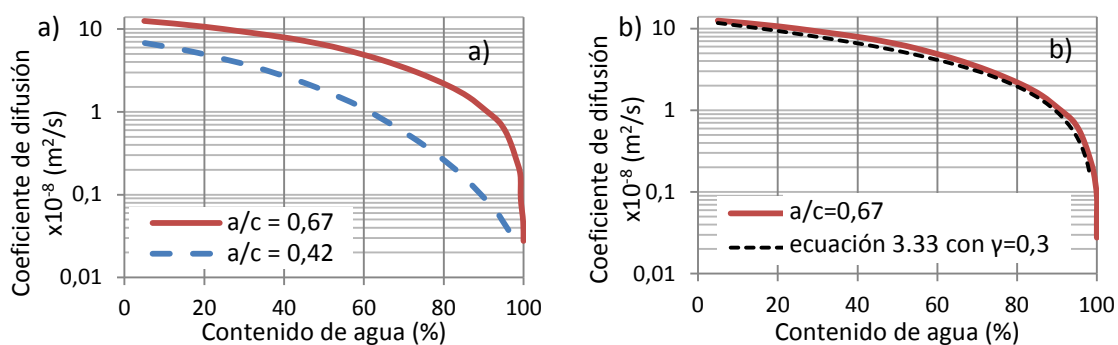 a)
Coeficiente de difusión
x10⁻⁸ (m²/s)
10
1
0,1
0,01
a)
a/c = 0,67
a/c = 0,42
0 20 40 60 80 100
Contenido de agua (%)
b)
Coeficiente de difusión
x10⁻⁸ (m²/s)
10
1
0,1
0,01
b)
a/c=0,67
ecuación 3.33 con γ=0,3
0 20 40 60 80 100
Contenido de agua (%)